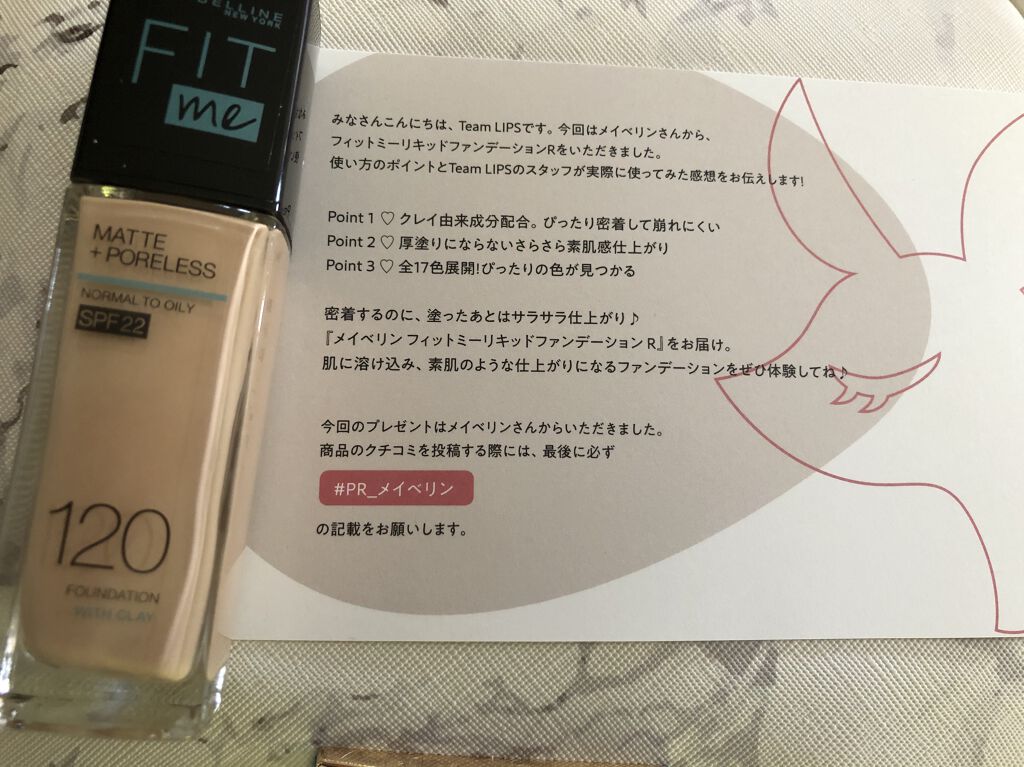 NEW YORK
FIT
me
MATTE
+ PORELESS
NORMAL TO OILY
SPF 22
120
FOUNDATION
WITH CLAY
みなさんこんにちは、Team LIPSです。今回はメイベリンさんから、
フィットミーリキッドファンデーションRをいただきました。
使い方のポイントとTeam LIPSのスタッフが実際に使ってみた感想をお伝えします!
Point 1 ♡ クレイ由来成分配合。ぴったり密着して崩れにくい
Point 2 ♡ 厚塗りにならないさらさら素肌感仕上がり
Point 3 ♡ 全17色展開!ぴったりの色が見つかる
密着するのに、塗ったあとはサラサラ仕上がり♪
『メイベリン フィットミーリキッドファンデーション R』をお届け。
肌に溶け込み、素肌のような仕上がりになるファンデーションをぜひ体験してね♪
今回のプレゼントはメイベリンさんからいただきました。
商品のクチコミを投稿する際には、最後に必ず
#PR_メイベリン
の記載をお願いします。